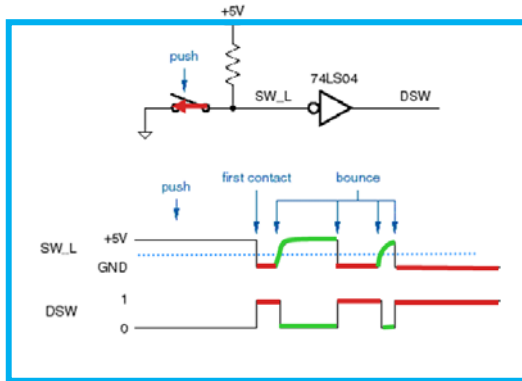 +5V
push
74LS04
SW_L
DSW
push
first contact
bounce
SW_L
+5V
GND
DSW
1
0